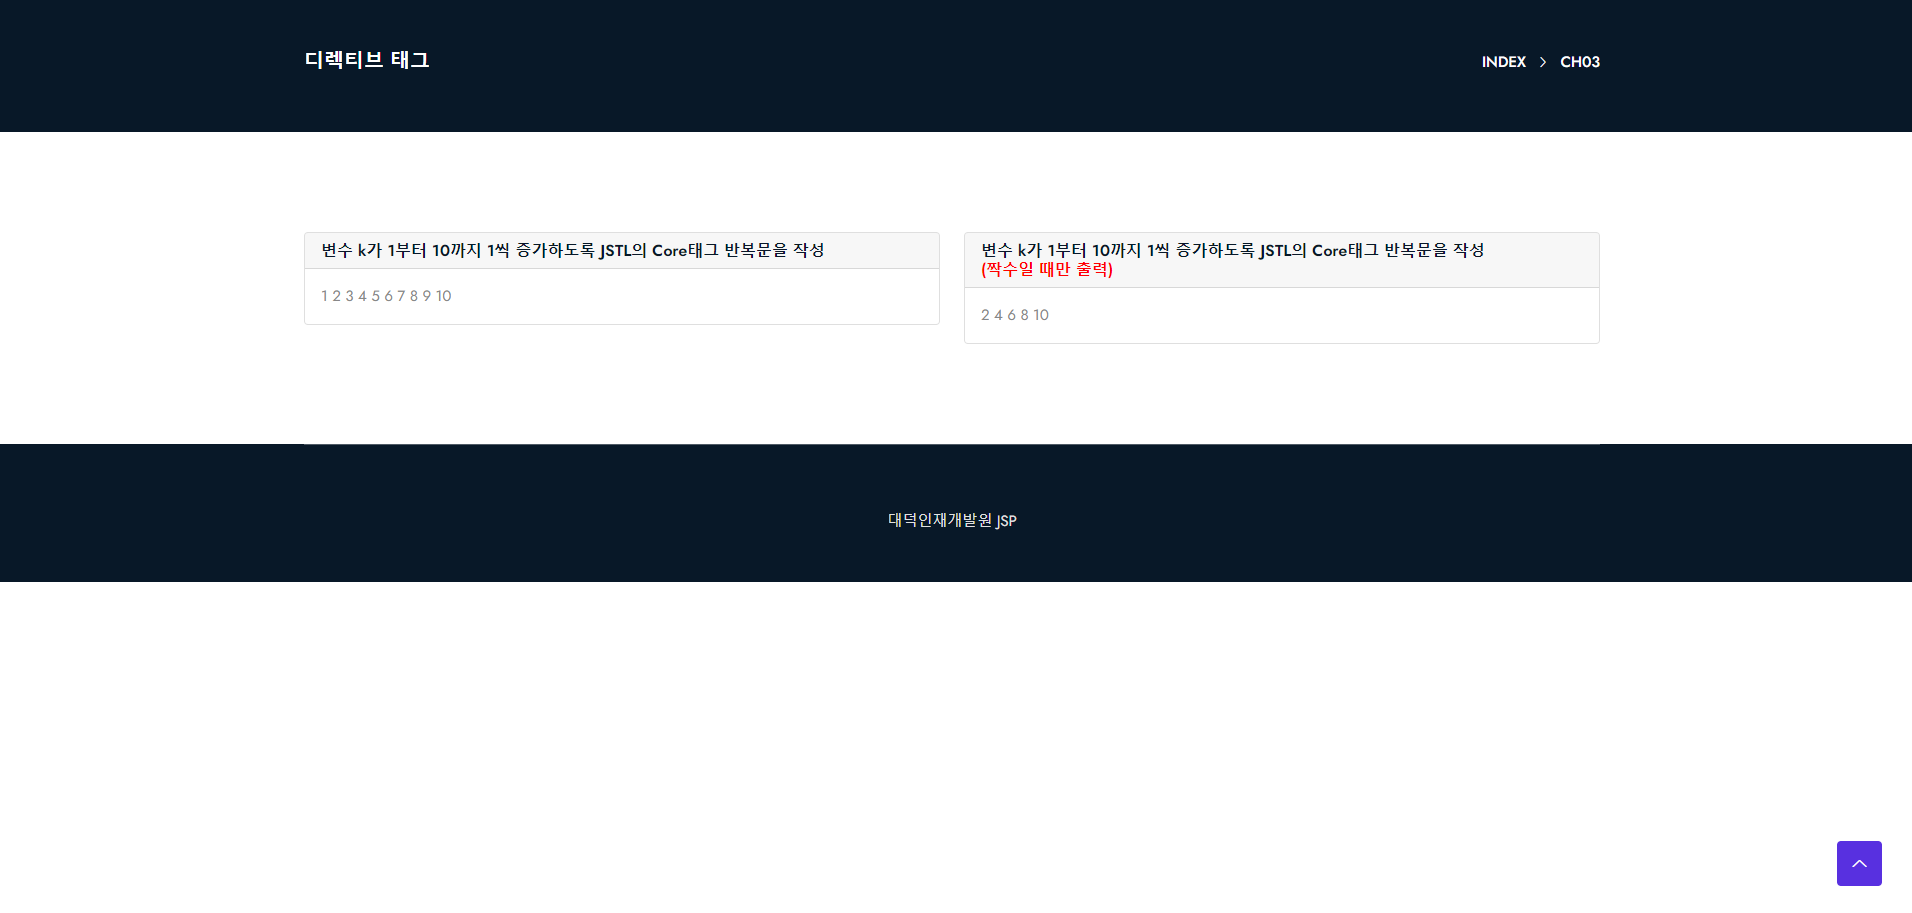 디렉티브 태그
INDEX > CH03
변수 k가 1부터 10까지 1씩 증가하도록 JSTL의 Core태그 반복문을 작성
1 2 3 4 5 6 7 8 9 10
변수 k가 1부터 10까지 1씩 증가하도록 JSTL의 Core태그 반복문을 작성
(짝수일 때만 출력)
2 4 6 8 10
대덕인재개발원 JSP